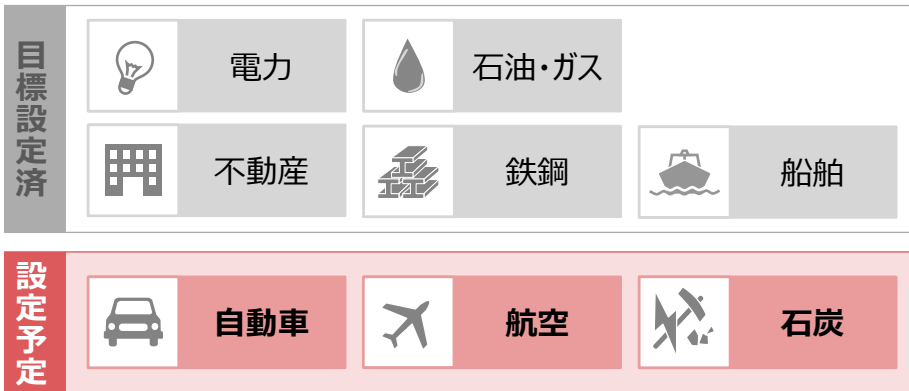 目標設定済
電力
石油・ガス
不動産
鉄鋼
船舶
設定予定
自動車
航空
石炭